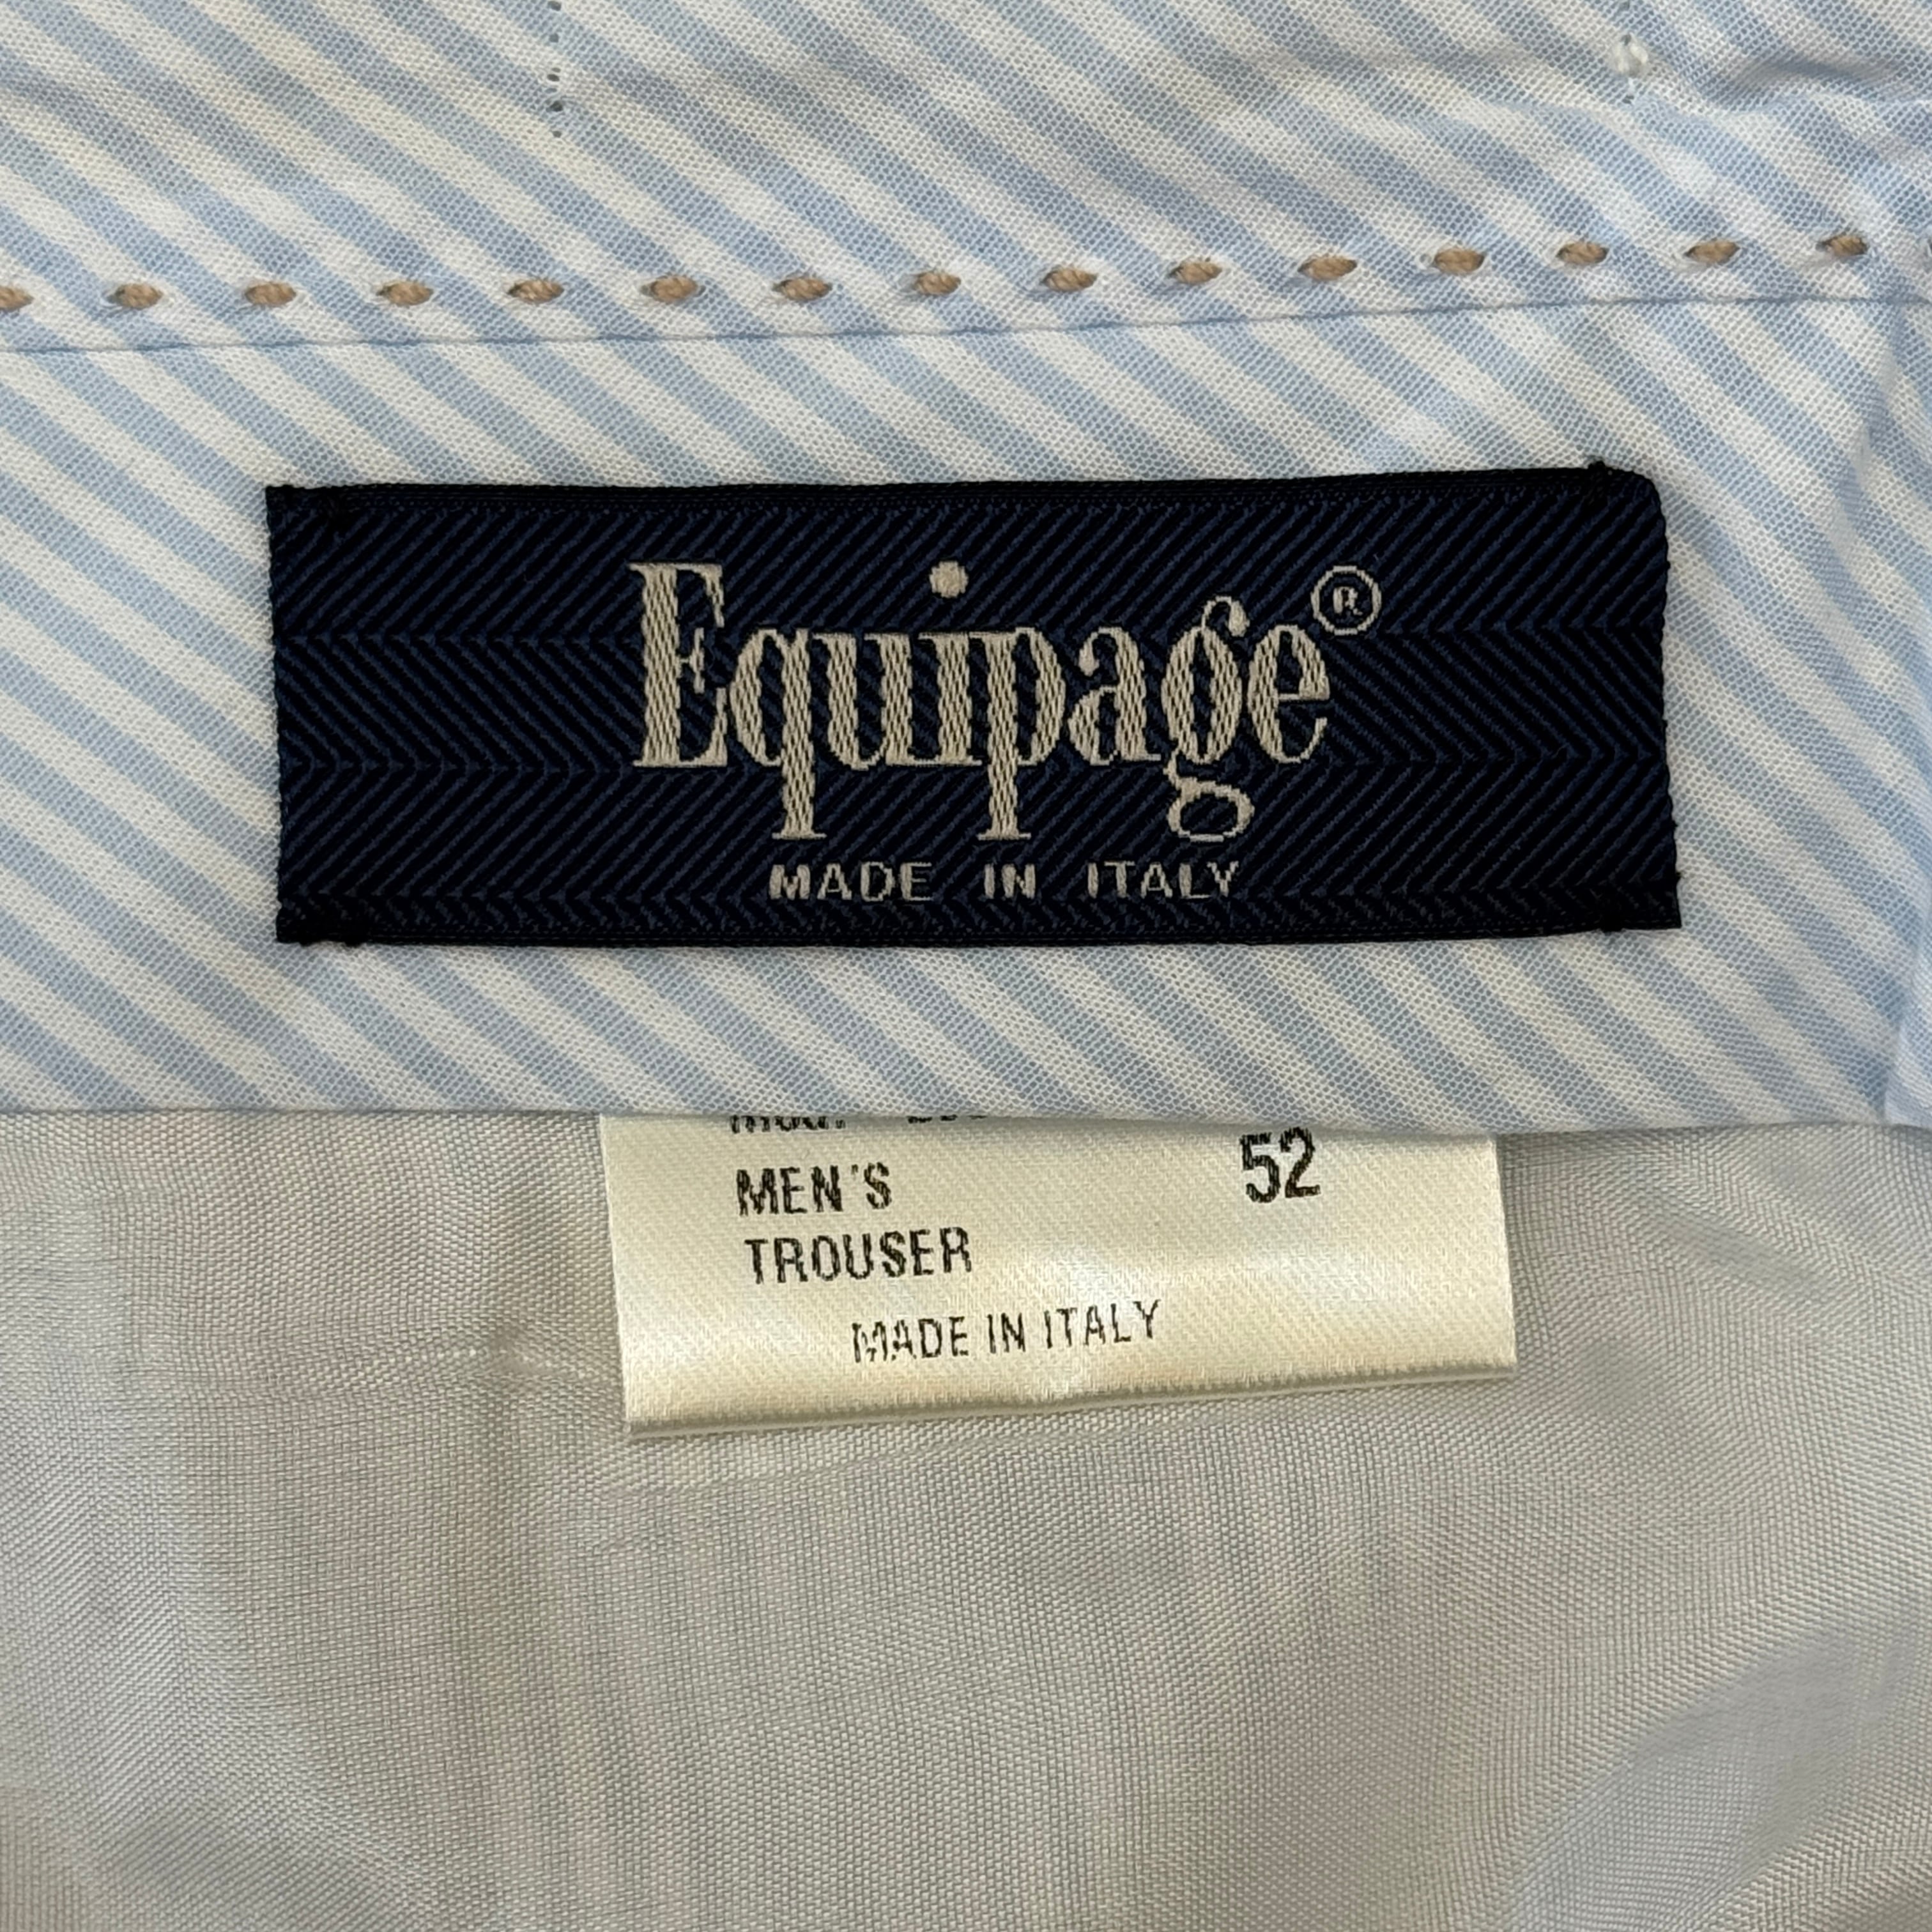 Equipage®
MADE IN ITALY
52
MEN'S
TROUSER
MADE IN ITALY